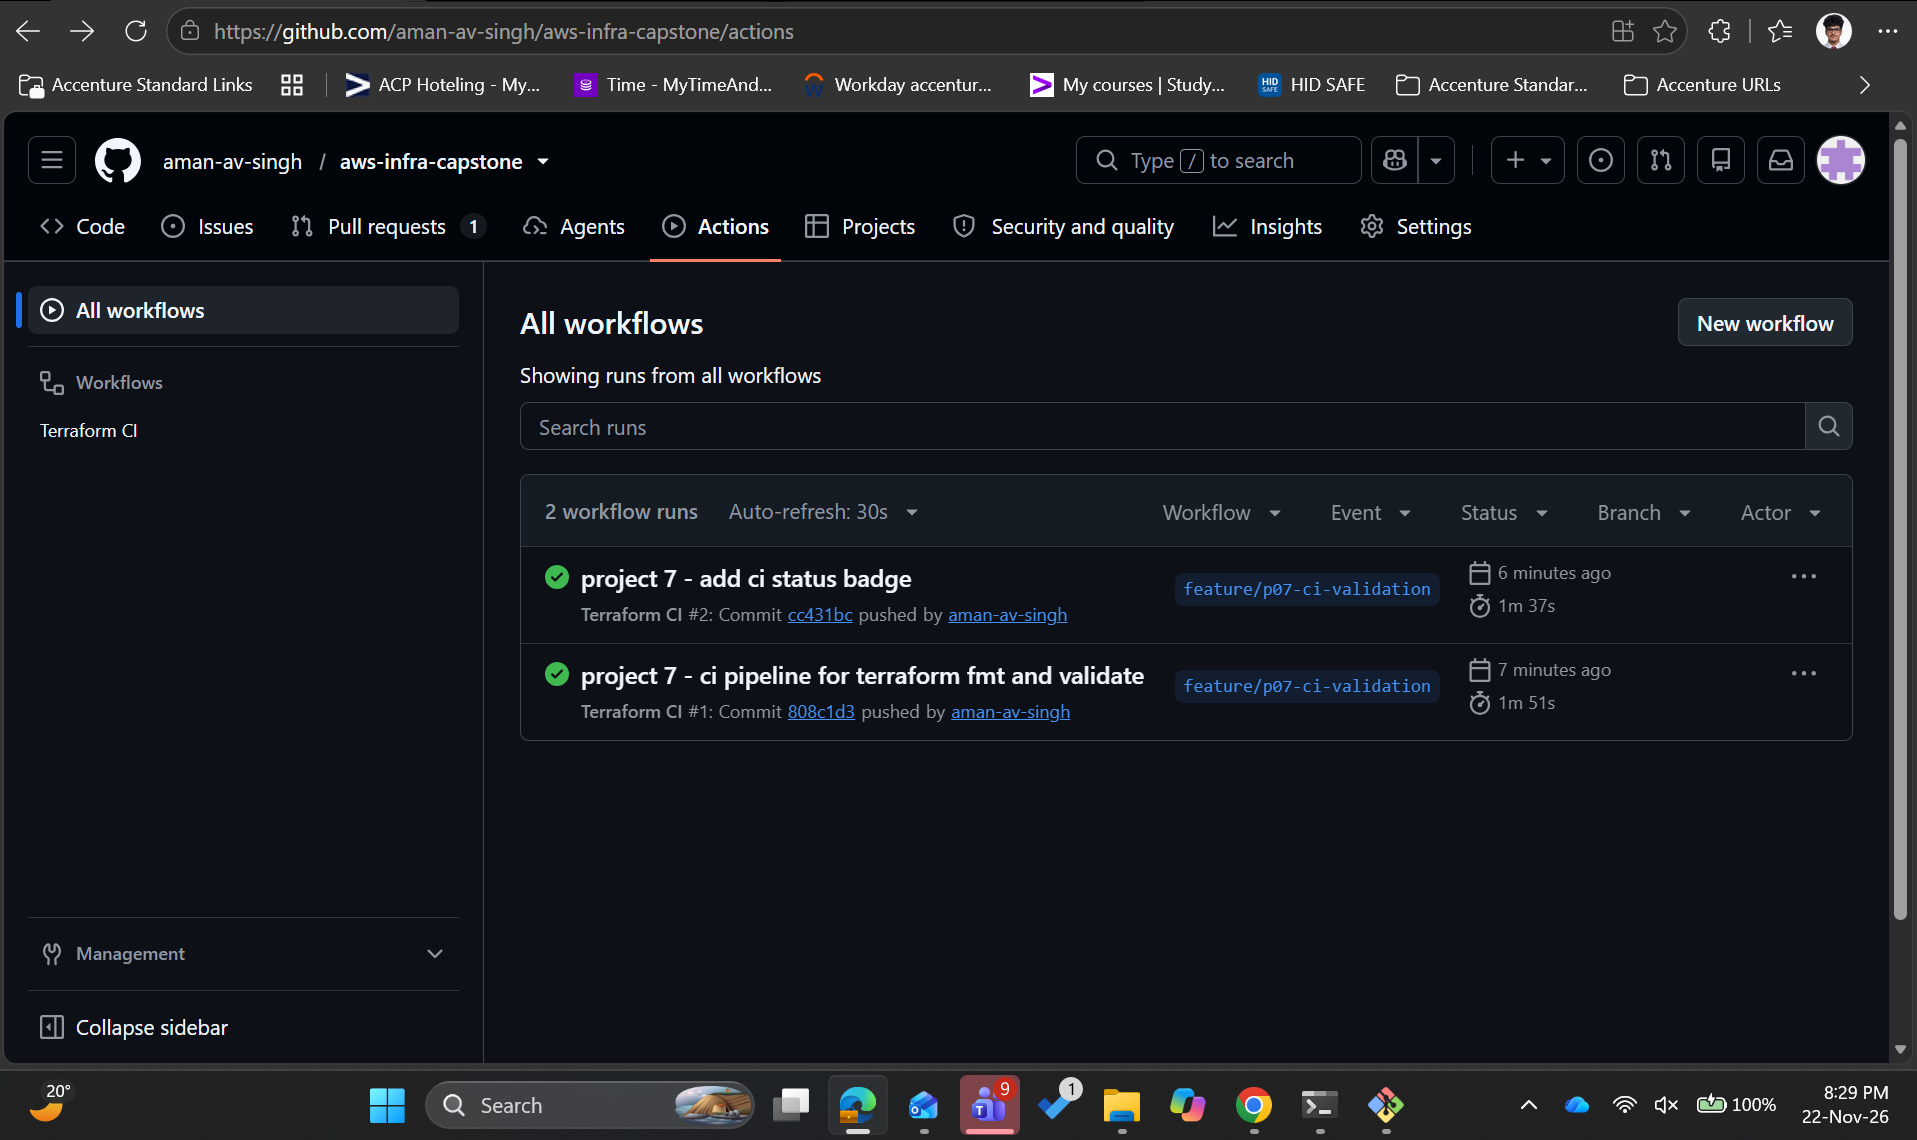 https://github.com/aman-av-singh/aws-infra-capstone/actions
Accenture Standard Links
ACP Hoteling - My...
Time - MyTimeAnd...
Workday accentur...
My courses | Study...
HID SAFE
HID SAFE
Accenture Standar...
Accenture URLs
aman-av-singh / aws-infra-capstone
Type / to search
Code
Issues
Pull requests 1
Agents
Actions
Projects
Security and quality
Insights
Settings
All workflows
Workflows
Terraform CI
Management
Collapse sidebar
All workflows
New workflow
Showing runs from all workflows
Search runs
2 workflow runs Auto-refresh: 30s Workflow Event Status Branch Actor
project 7 - add ci status badge
Terraform CI #2: Commit cc431bc pushed by aman-av-singh
feature/p07-ci-validation
6 minutes ago
1m 37s
project 7 - ci pipeline for terraform fmt and validate
Terraform CI #1: Commit 808c1d3 pushed by aman-av-singh
feature/p07-ci-validation
7 minutes ago
1m 51s
20°
Search
9
1
100%
8:29 PM
22-Nov-26